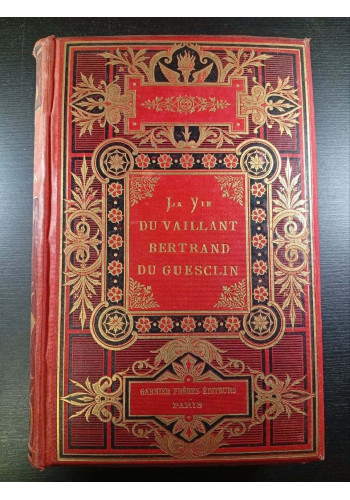 La Vie
DU VAILLANT
BERTRAND
DU GUESCLIN
GARNIER FRÈRES ÉDITEURS
PARIS